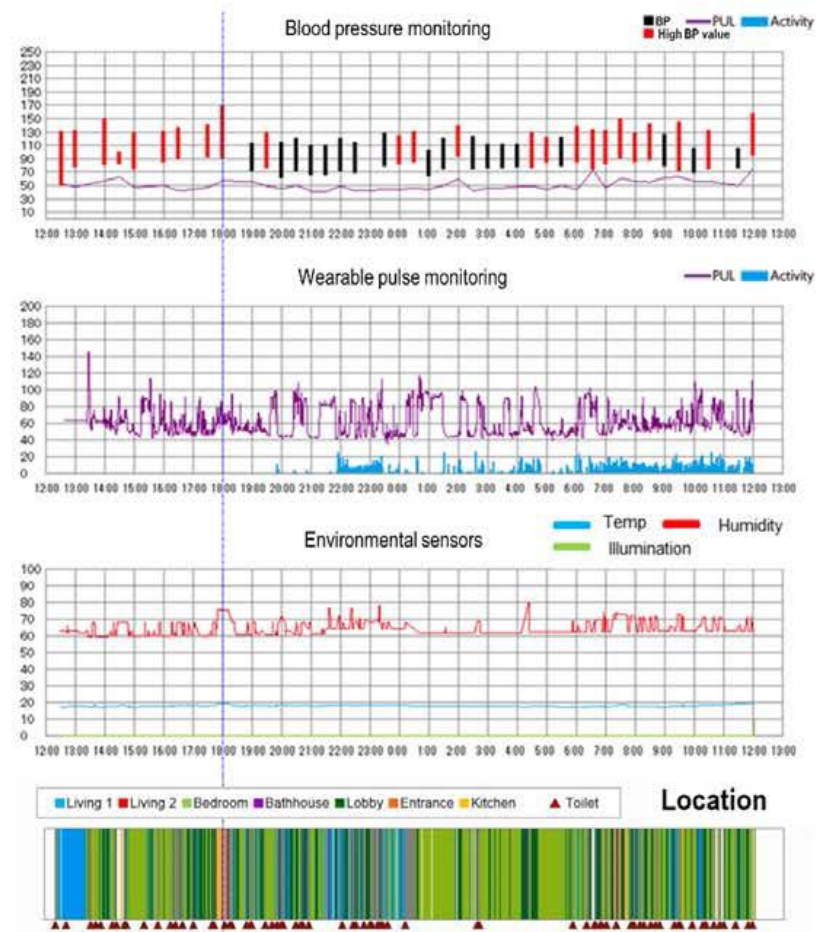 Blood pressure monitoring
BP PUL Activity
High BP value
250
230
210
190
170
150
130
110
90
70
50
30
10
12:00 13:00 14:00 15:00 16:00 17:00 18:00 19:00 20:00 21:00 22:00 23:00 0:00 1:00 2:00 3:00 4:00 5:00 6:00 7:00 8:00 9:00 10:00 11:00 12:00 13:00
Wearable pulse monitoring
PUL Activity
200
180
160
140
120
100
80
60
40
20
0
12:00 13:00 14:00 15:00 16:00 17:00 18:00 19:00 20:00 21:00 22:00 23:00 0:00 1:00 2:00 3:00 4:00 5:00 6:00 7:00 8:00 9:00 10:00 11:00 12:00 13:00
Temp Humidity
Environmental sensors
Illumination
100
90
80
70
60
50
40
30
20
10
0
12:00 13:00 14:00 15:00 16:00 17:00 18:00 19:00 20:00 21:00 22:00 23:00 0:00 1:00 2:00 3:00 4:00 5:00 6:00 7:00 8:00 9:00 10:00 11:00 12:00 13:00
Living 1 Living 2 Bedroom Bathhouse Lobby Entrance Kitchen Toilet Location